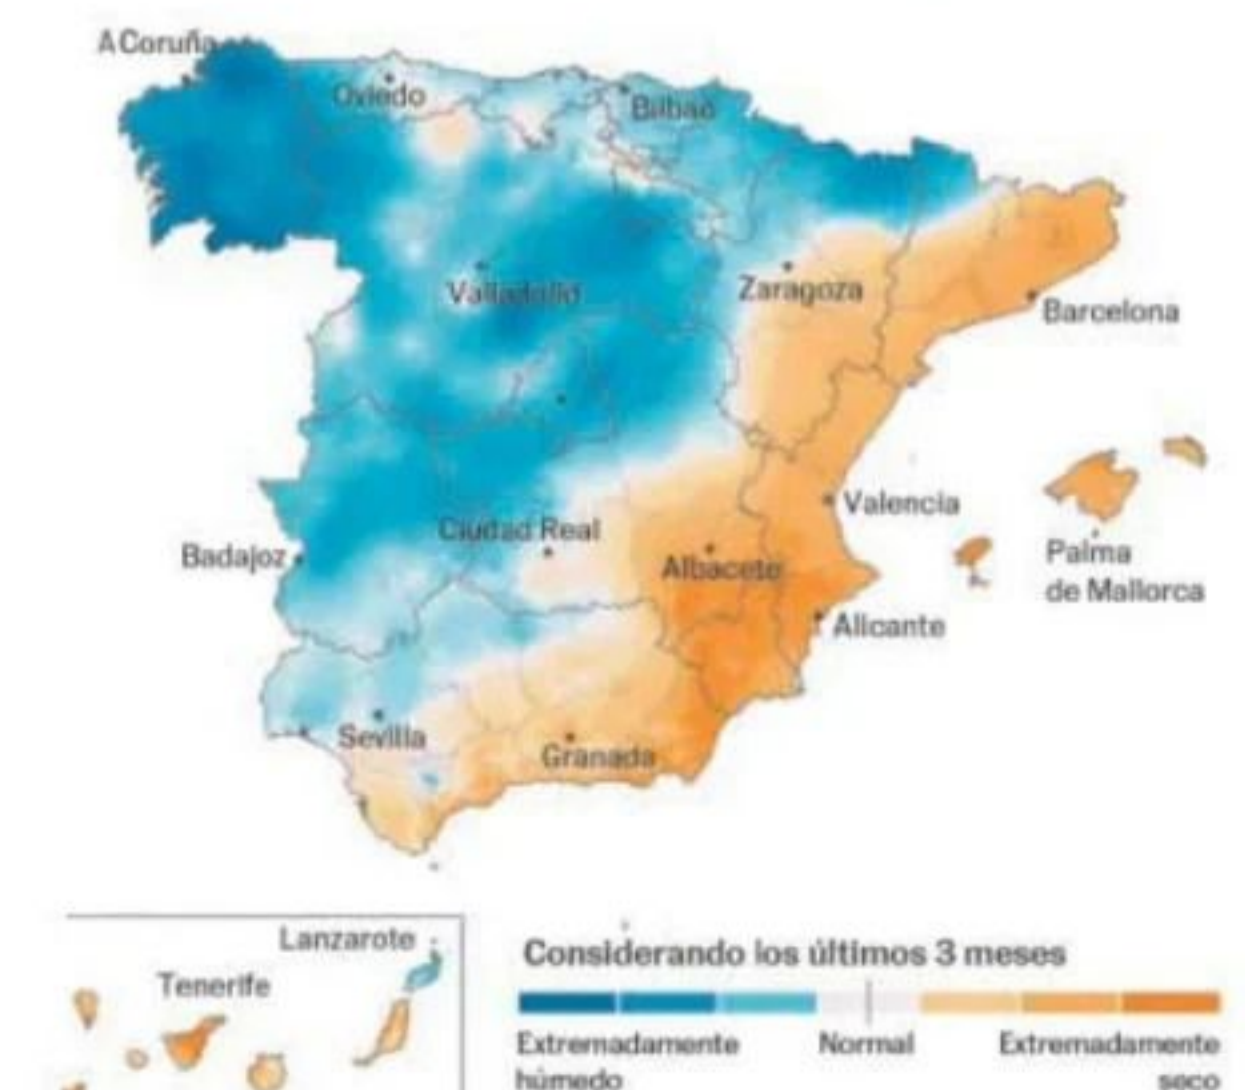 A Coruña
Oviedo
Bilbao
Valladolid
Zaragoza
Barcelona
Valencia
Ciudad Real
Badajoz
Albacete
Palma
de Mallorca
Alicante
Sevilla
Granada
Lanzarote
Tenerife
Considerando los últimos 3 meses
Extremadamente
húmedo
Normal
Extremadamente
seco